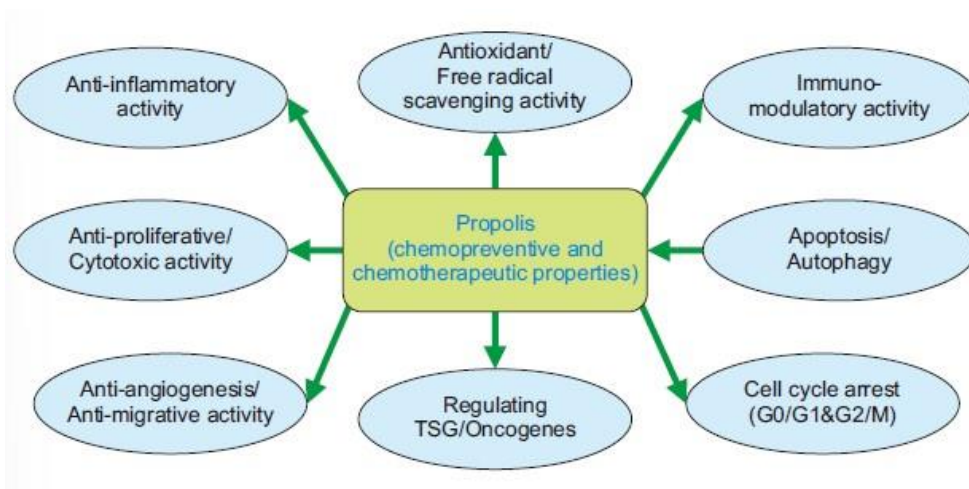 Anti-inflammatory
activity
Antioxidant/
Free radical
scavenging activity
Immuno-
modulatory activity
Anti-proliferative/
Cytotoxic activity
Propolis
(chemopreventive and
chemotherapeutic properties)
Apoptosis/
Autophagy
Anti-angiogenesis/
Anti-migrative activity
Regulating
TSG/Oncogenes
Cell cycle arrest
(G0/G1&G2/M)